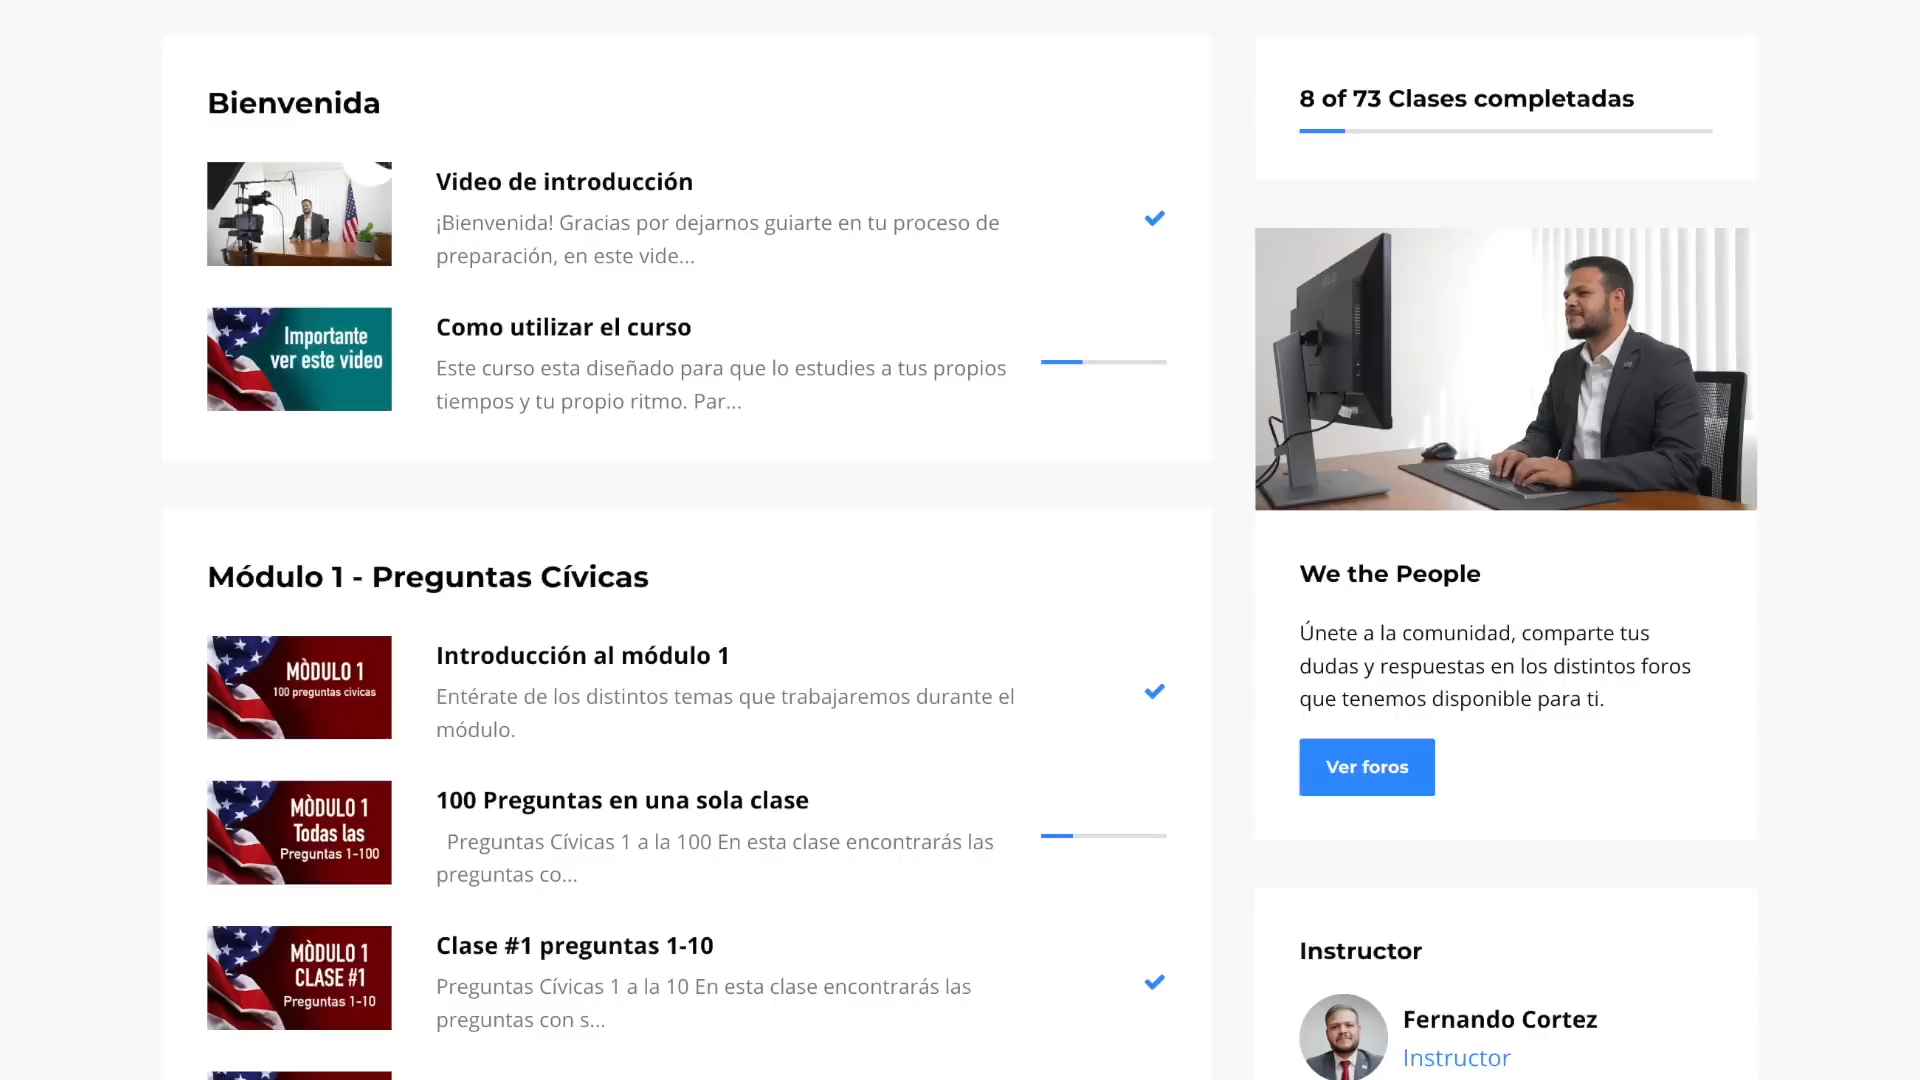 Bienvenida
Video de introducción
¡Bienvenida! Gracias por dejarnos guiarte en tu proceso de
preparación, en este vide...
Importante
ver este video
Como utilizar el curso
Este curso esta diseñado para que lo estudies a tus propios
tiempos y tu propio ritmo. Par...
Módulo 1 - Preguntas Cívicas
MÒDULO 1
100 preguntas civicas
Introducción al módulo 1
Entérate de los distintos temas que trabajaremos durante el
módulo.
MÒDULO 1
Todas las
Preguntas 1-100
100 Preguntas en una sola clase
Preguntas Cívicas 1 a la 100 En esta clase encontrarás las
preguntas co...
MÒDULO 1
CLASE #1
Preguntas 1-10
Clase #1 preguntas 1-10
Preguntas Cívicas 1 a la 10 En esta clase encontrarás las
preguntas con s...
8 of 73 Clases completadas
We the People
Únete a la comunidad, comparte tus
dudas y respuestas en los distintos foros
que tenemos disponible para ti.
Ver foros
Instructor
Fernando Cortez
Instructor